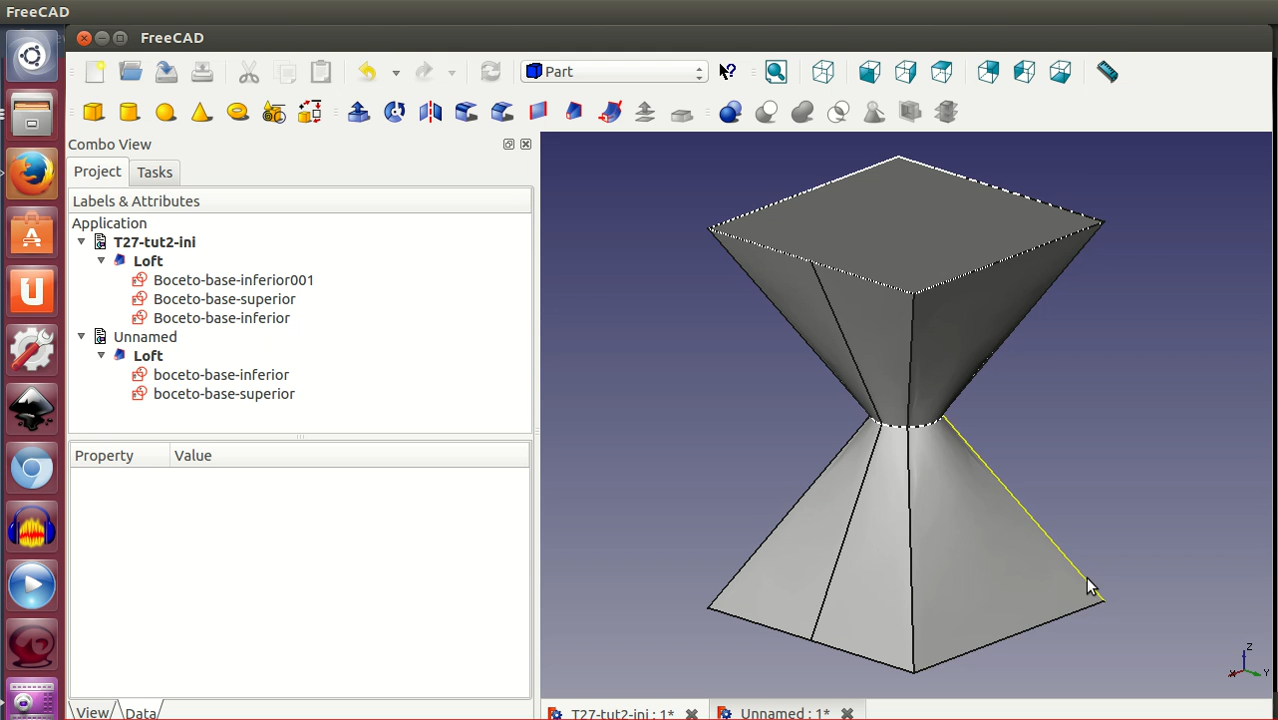 FreeCAD
FreeCAD
Part
Combo View
Project
Tasks
Labels & Attributes
Application
T27-tut2-ini
Loft
Boceto-base-inferior001
Boceto-base-superior
Boceto-base-inferior
Unnamed
Loft
boceto-base-inferior
boceto-base-superior
Property
Value
View
Data
T27-tut2-ini : 1*
Unnamed : 1*
Z
X
Y